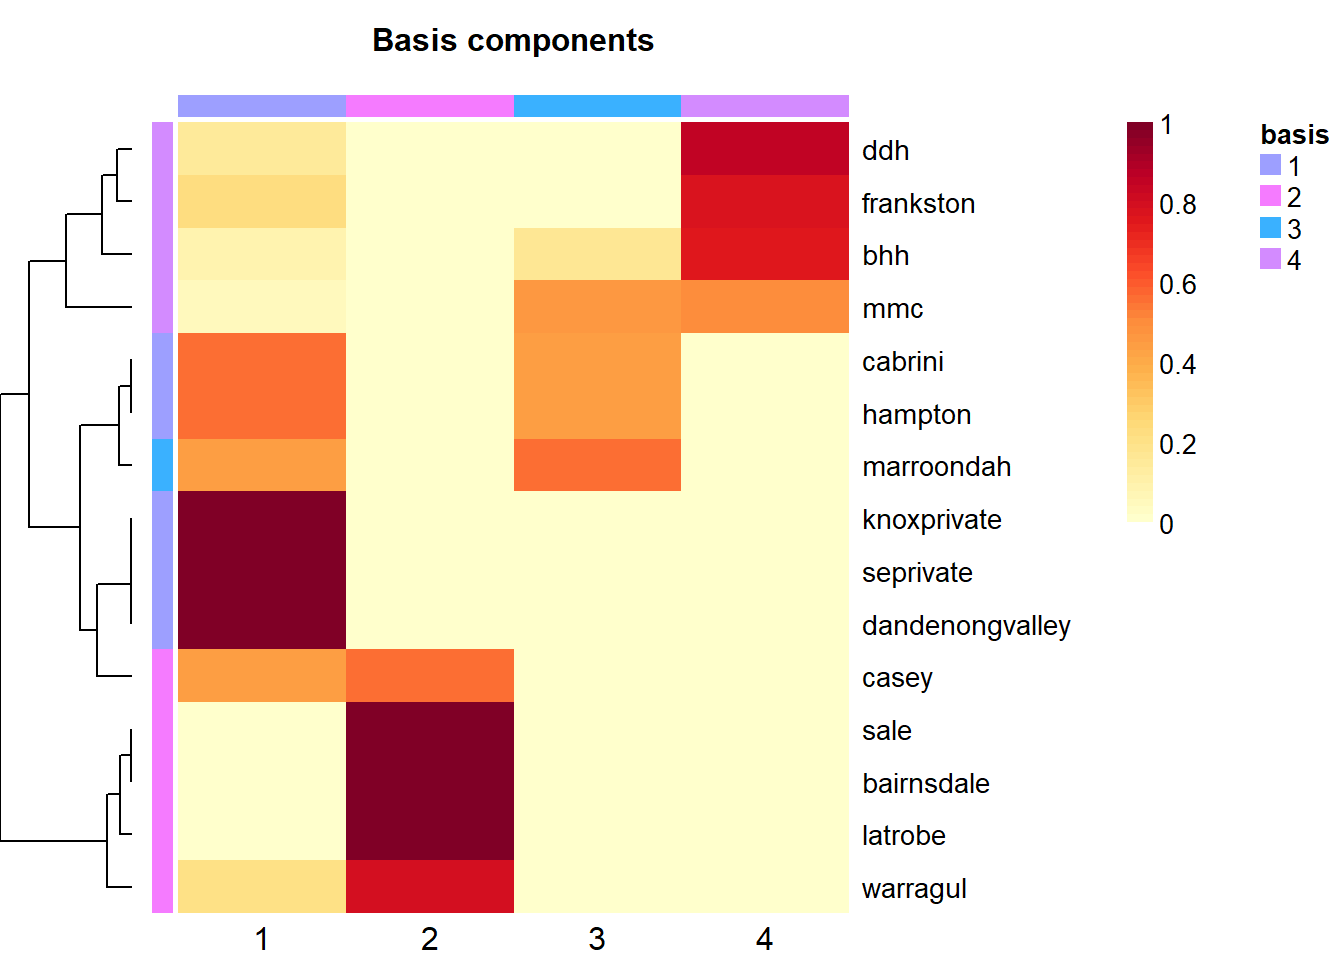 Basis components
ddh
frankston
bhh
mmc
cabrini
hampton
marroondah
knoxprivate
seprivate
dandenongvalley
casey
sale
bairnsdale
latrobe
warragul
1 2 3 4
1
0.8
0.6
0.4
0.2
0
basis
1
2
3
4